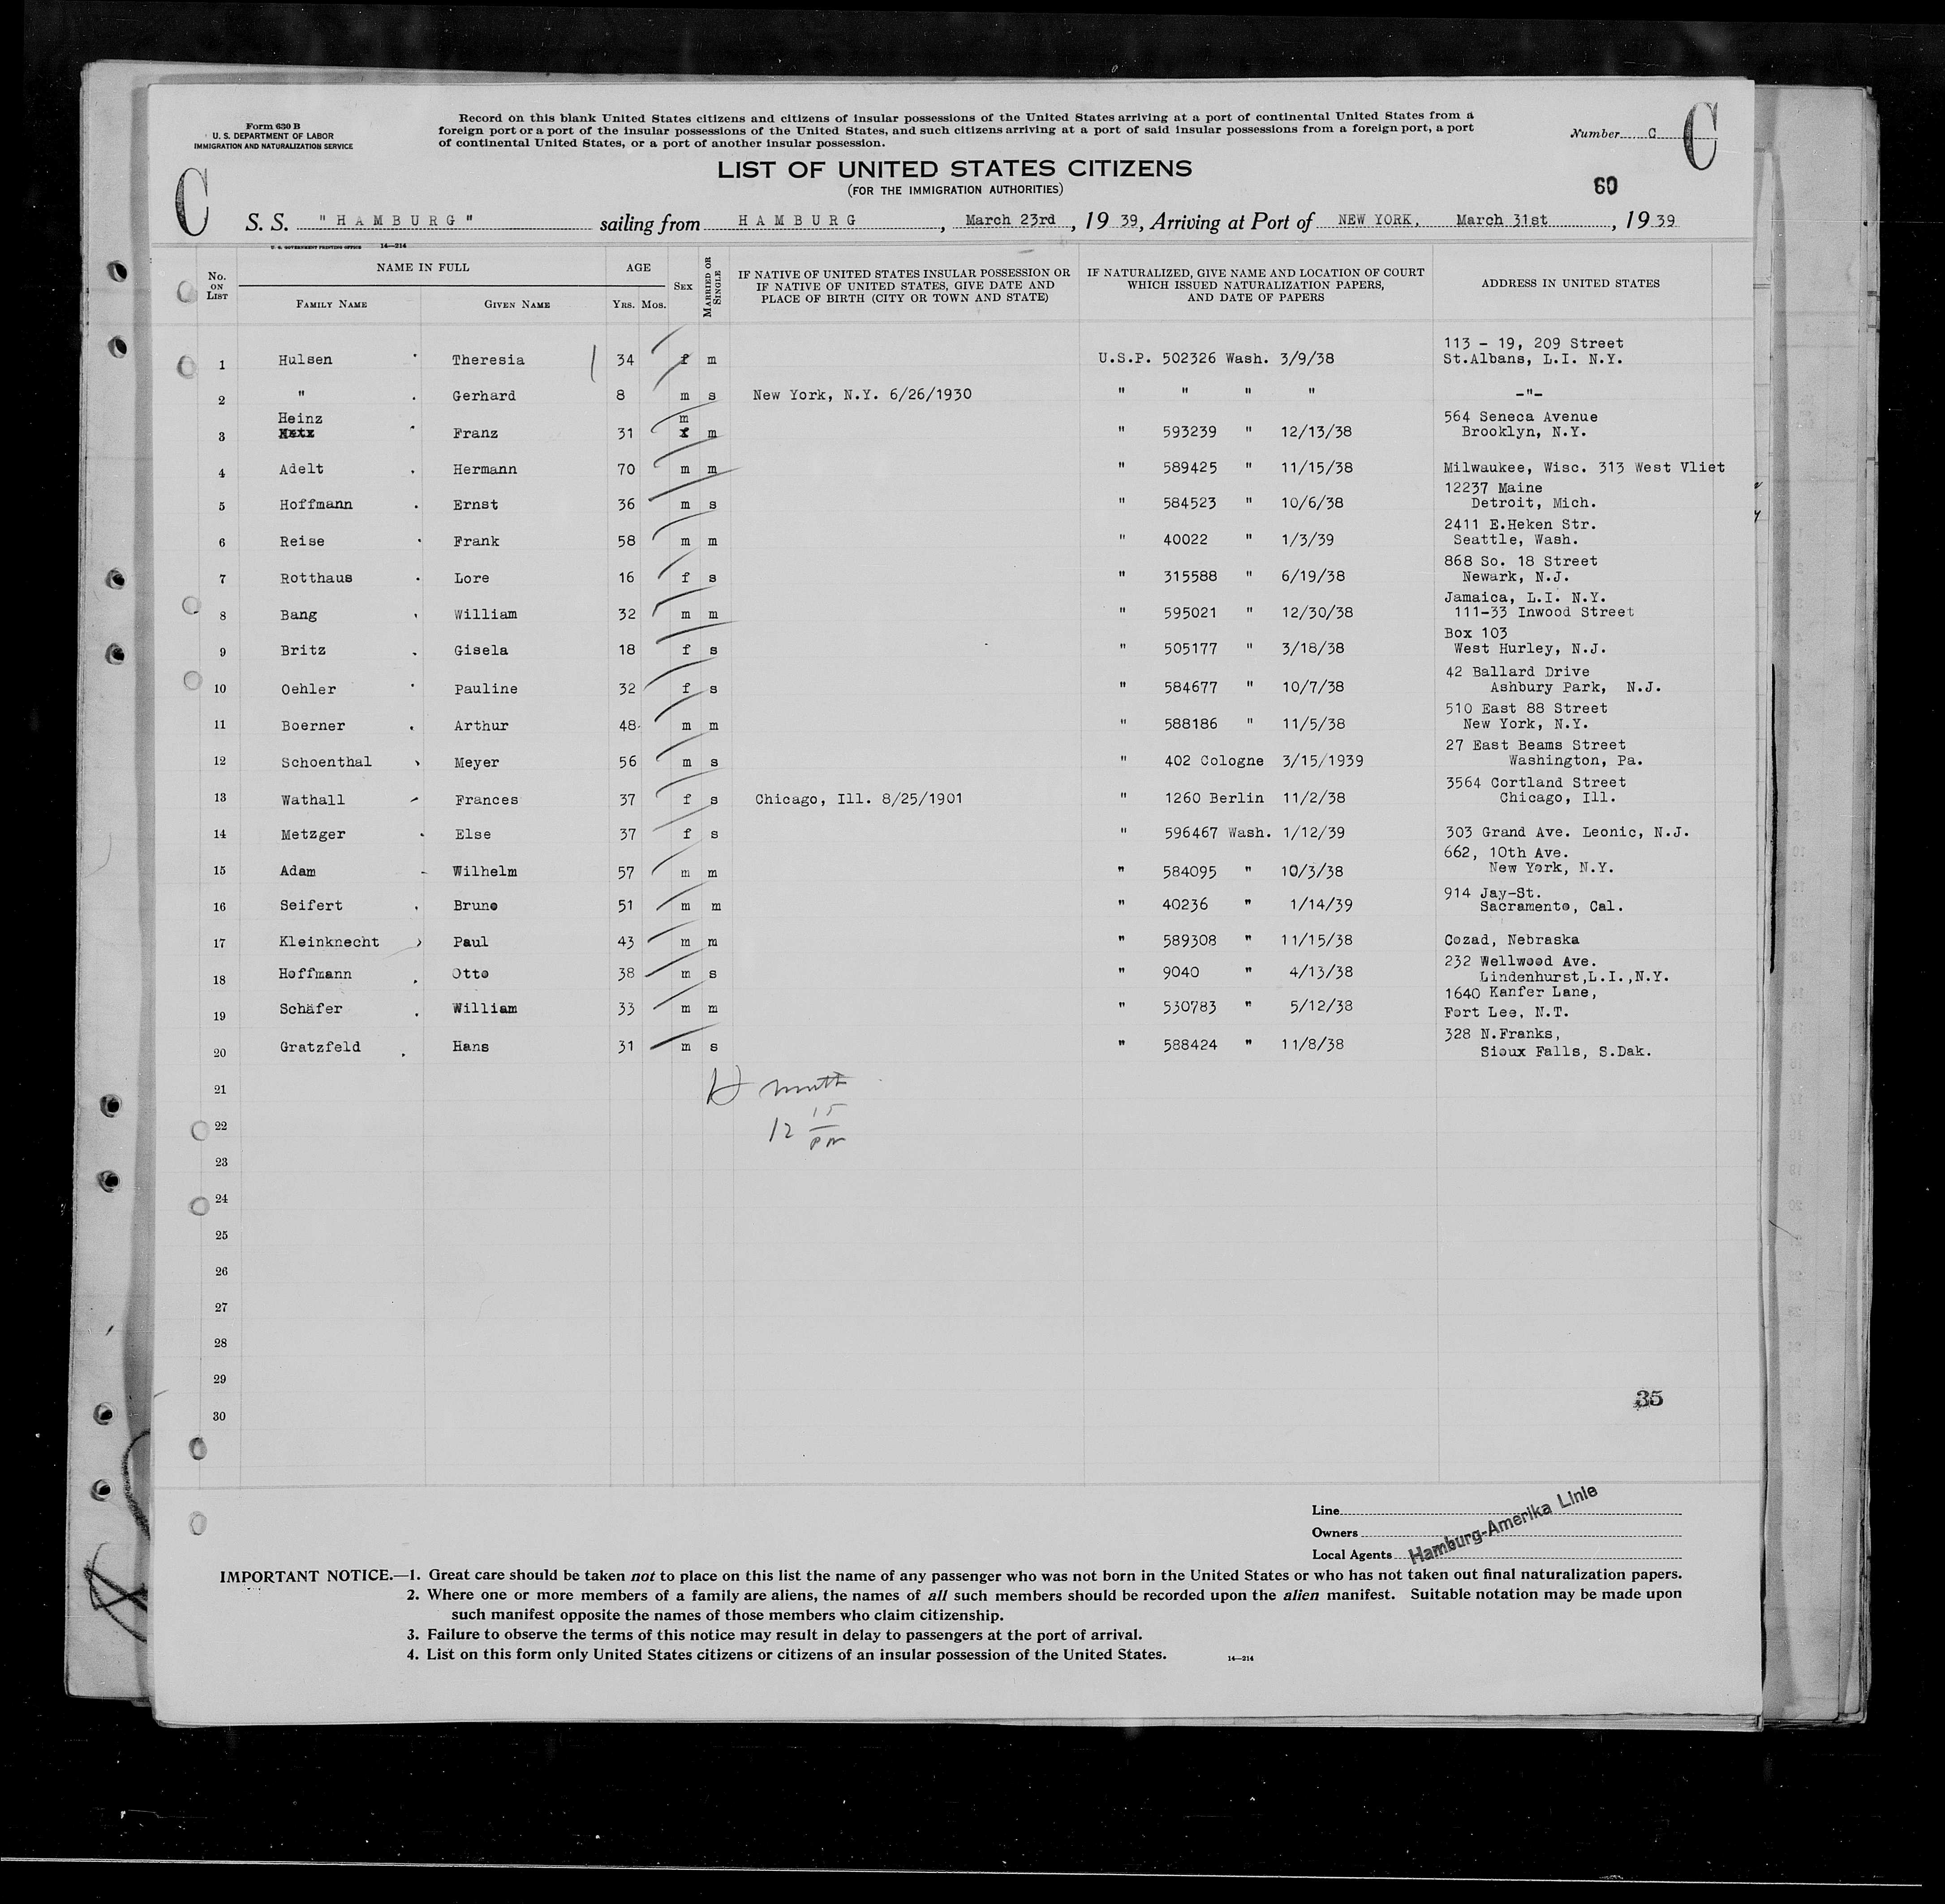 Form 630 B
U. S. DEPARTMENT OF LABOR
IMMIGRATION AND NATURALIZATION SERVICE
Record on this blank United States citizens and citizens of insular possessions of the United States arriving at a port of continental United States from a
foreign port or a port of the insular possessions of the United States, and such citizens arriving at a port of said insular possessions from a foreign port, a port
of continental United States, or a port of another insular possession.
Number C
C
LIST OF UNITED STATES CITIZENS
(FOR THE IMMIGRATION AUTHORITIES)
60
C
S. S. "HAMBURG" sailing from HAMBURG, March 23rd, 19 39, Arriving at Port of NEW YORK, March 31st, 19 39
U. S. GOVERNMENT PRINTING OFFICE 14—214
No. ON LIST NAME IN FULL FAMILY NAME GIVEN NAME AGE YRS. MOS. SEX MARRIED OR SINGLE IF NATIVE OF UNITED STATES INSULAR POSSESSION OR IF NATIVE OF UNITED STATES, GIVE DATE AND PLACE OF BIRTH (CITY OR TOWN AND STATE) IF NATURALIZED, GIVE NAME AND LOCATION OF COURT WHICH ISSUED NATURALIZATION PAPERS, AND DATE OF PAPERS ADDRESS IN UNITED STATES
113 - 19, 209 Street
1 Hulsen Theresia 34 f m U.S.P. 502326 Wash. 3/9/38 St.Albans, L.I. N.Y.
2 " Gerhard 8 m s New York, N.Y. 6/26/1930 " " " " -"-
Heinz m 564 Seneca Avenue
3 Franz 31 f m " 593239 " 12/13/38 Brooklyn, N.Y.
4 Adelt Hermann 70 m m " 589425 " 11/15/38 Milwaukee, Wisc. 313 West Vliet
12237 Maine
5 Hoffmann Ernst 36 m s " 584523 " 10/6/38 Detroit, Mich.
2411 E.Heken Str.
6 Reise Frank 58 m m " 40022 " 1/3/39 Seattle, Wash.
868 So. 18 Street
7 Rotthaus Lore 16 f s " 315588 " 6/19/38 Newark, N.J.
Jamaica, L.I. N.Y.
8 Bang William 32 m m " 595021 " 12/30/38 111-33 Inwood Street
Box 103
9 Britz Gisela 18 f s " 505177 " 3/18/38 West Hurley, N.J.
42 Ballard Drive
10 Oehler Pauline 32 f s " 584677 " 10/7/38 Ashbury Park, N.J.
510 East 88 Street
11 Boerner Arthur 48 m m " 588186 " 11/5/38 New York, N.Y.
27 East Beams Street
12 Schoenthal Meyer 56 m s " 402 Cologne 3/15/1939 Washington, Pa.
3564 Cortland Street
13 Wathall Frances 37 f s Chicago, Ill. 8/25/1901 " 1260 Berlin 11/2/38 Chicago, Ill.
14 Metzger Else 37 f s " 596467 Wash. 1/12/39 303 Grand Ave. Leonic, N.J.
662, 10th Ave.
15 Adam Wilhelm 57 m m " 584095 " 10/3/38 New York, N.Y.
914 Jay-St.
16 Seifert Bruno 51 m m " 40236 " 1/14/39 Sacramento, Cal.
17 Kleinknecht Paul 43 m m " 589308 " 11/15/38 Cozad, Nebraska
232 Wellwood Ave.
18 Hoffmann Otto 38 m s " 9040 " 4/13/38 Lindenhurst,L.I.,N.Y.
1640 Kanfer Lane,
19 Schäfer William 33 m m " 530783 " 5/12/38 Fort Lee, N.T.
328 N.Franks,
20 Gratzfeld Hans 31 m s " 588424 " 11/8/38 Sioux Falls, S.Dak.
21
22 12 15 pm
23
24
25
26
27
28
29
35
30
Line
Owners
Local Agents Hamburg-Amerika Linie
IMPORTANT NOTICE.—1. Great care should be taken not to place on this list the name of any passenger who was not born in the United States or who has not taken out final naturalization papers.
2. Where one or more members of a family are aliens, the names of all such members should be recorded upon the alien manifest. Suitable notation may be made upon
such manifest opposite the names of those members who claim citizenship.
3. Failure to observe the terms of this notice may result in delay to passengers at the port of arrival.
4. List on this form only United States citizens or citizens of an insular possession of the United States. 14—214